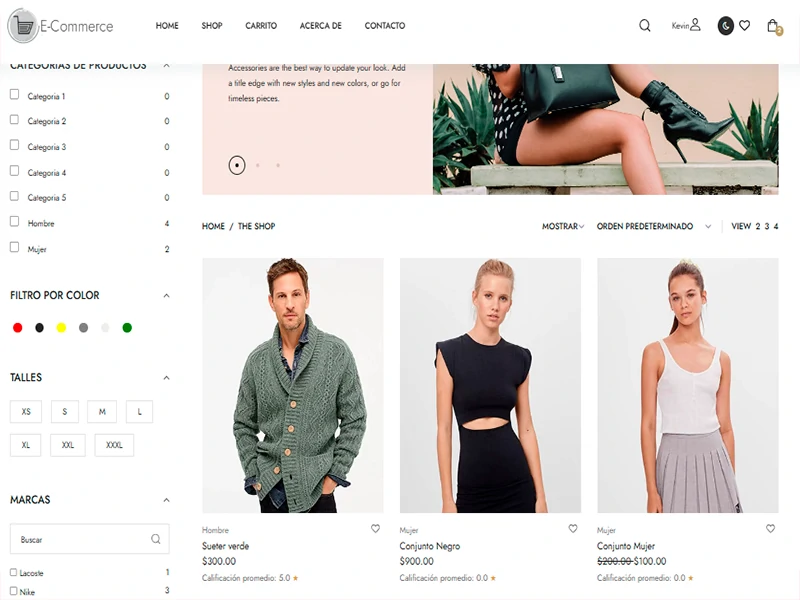 E-Commerce
HOME SHOP CARRITO ACERCA DE CONTACTO
Kevin
2
CATEGORIAS DE PRODUCTOS
Categoria 1 0
Categoria 2 0
Categoria 3 0
Categoria 4 0
Categoria 5 0
Hombre 4
Mujer 2
FILTRO POR COLOR
TALLES
XS S M L
XL XXL XXXL
MARCAS
Buscar
Lacoste 1
Nike 3
Accessories are the best way to update your look. Add
a title edge with new styles and new colors, or go for
timeless pieces.
HOME / THE SHOP
MOSTRAR ORDEN PREDETERMINADO VIEW 2 3 4
Hombre
Sueter verde
$300.00
Calificación promedio: 5.0 ★
Mujer
Conjunto Negro
$900,00
Calificación promedio: 0.0 ★
Mujer
Conjunto Mujer
$200.00 $100.00
Calificación promedio: 0.0 ★